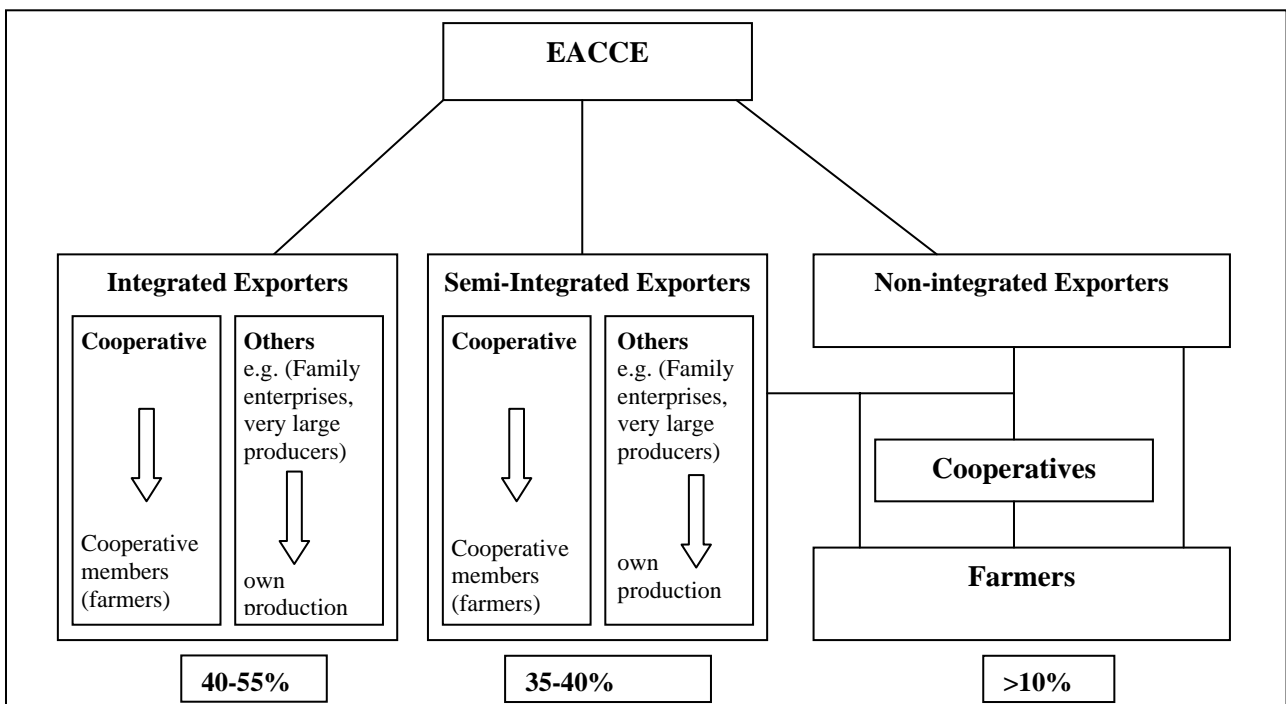 EACCE
Integrated Exporters
Cooperative
Cooperative
members
(farmers)
Others
e.g. (Family
enterprises,
very large
producers)
own
production
Semi-Integrated Exporters
Cooperative
Cooperative
members
(farmers)
Others
e.g. (Family
enterprises,
very large
producers)
own
production
Non-integrated Exporters
Cooperatives
Farmers
40-55%
35-40%
>10%